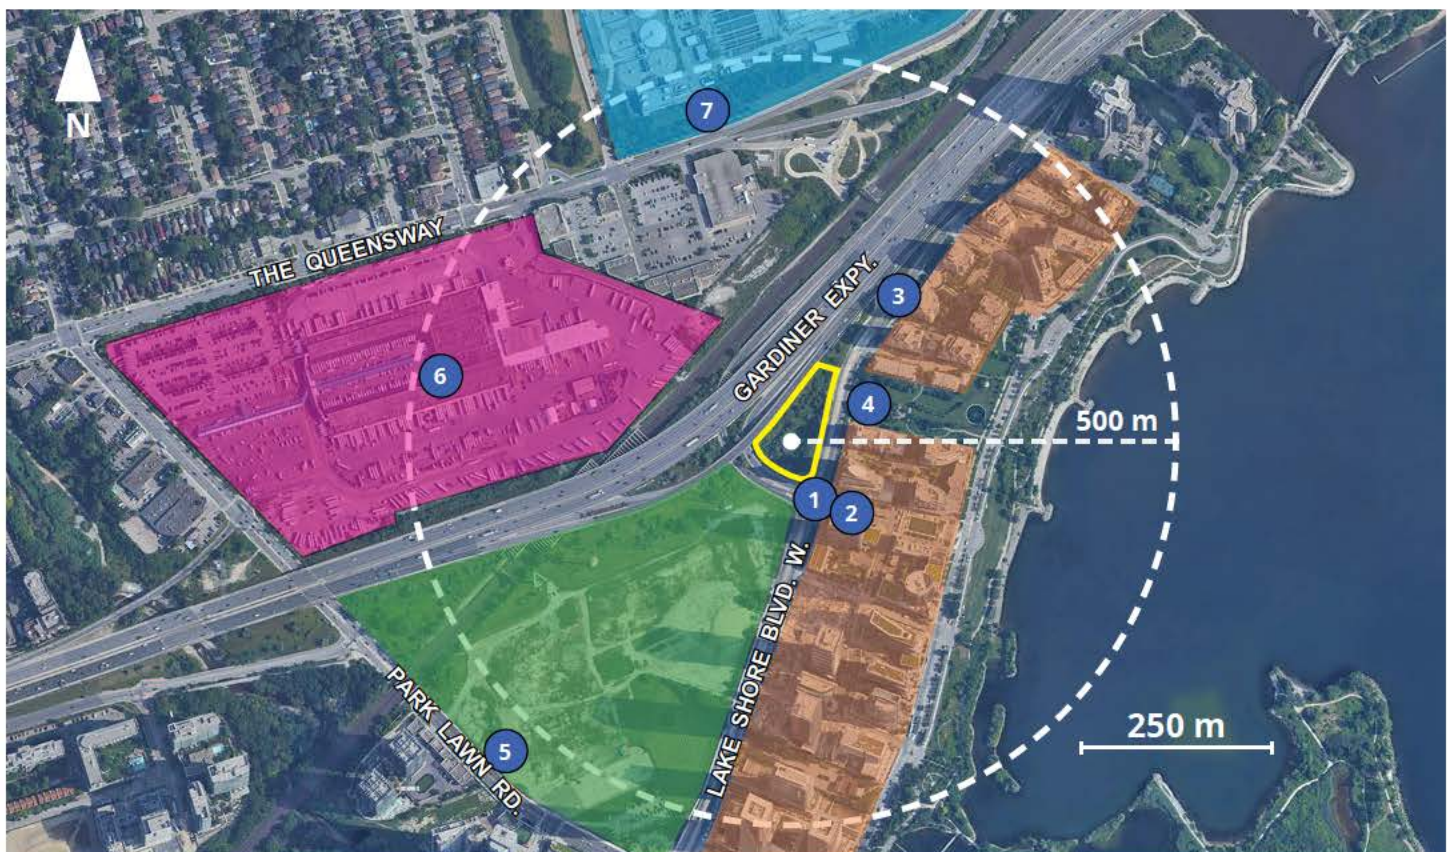 7
N
THE QUEENSWAY
GARDINER EXPY.
3
6
4
500 m
1
2
LAKE SHORE BLVD. W.
250 m
PARK LAWN RD.
5